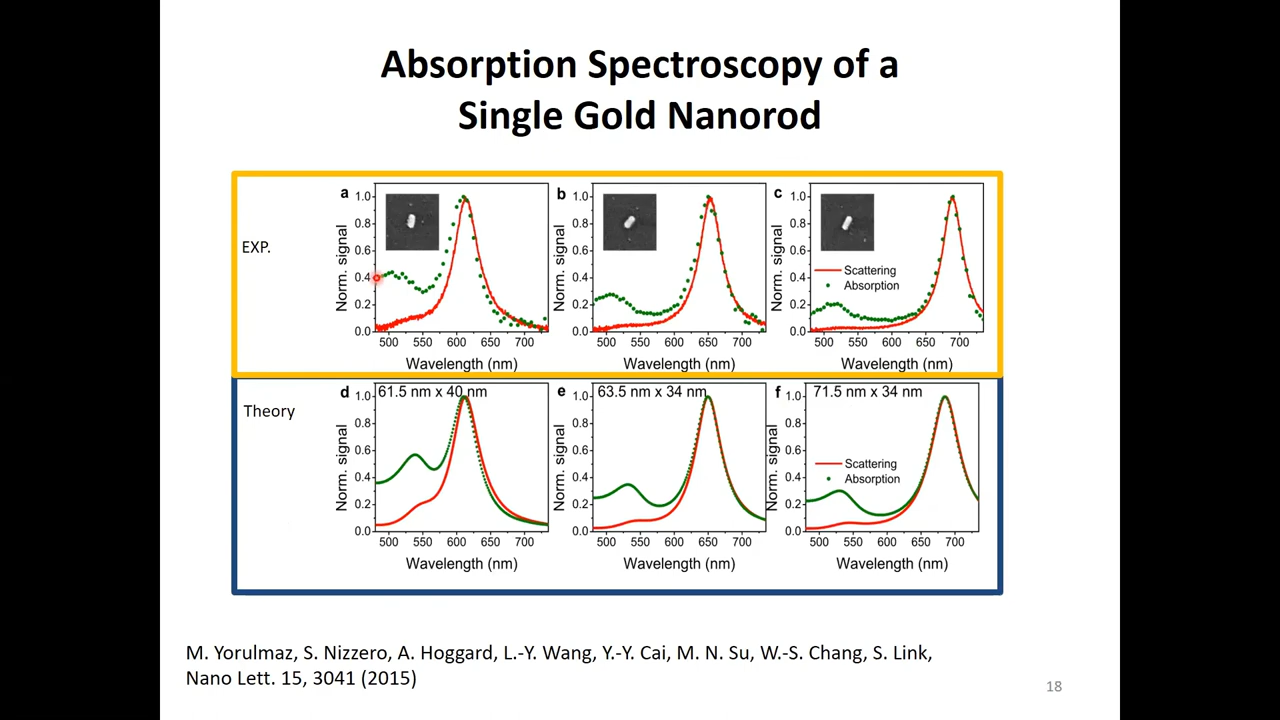 Absorption Spectroscopy of a
Single Gold Nanorod
EXP.
a
1.0
0.8
0.6
0.4
0.2
0.0
Norm. signal
500 550 600 650 700
Wavelength (nm)
b
1.0
0.8
0.6
0.4
0.2
0.0
Norm. signal
500 550 600 650 700
Wavelength (nm)
c
1.0
0.8
0.6
0.4
0.2
0.0
Norm. signal
Scattering
Absorption
500 550 600 650 700
Wavelength (nm)
Theory
d
61.5 nm x 40 nm
1.0
0.8
0.6
0.4
0.2
0.0
Norm. signal
500 550 600 650 700
Wavelength (nm)
e
63.5 nm x 34 nm
1.0
0.8
0.6
0.4
0.2
0.0
Norm. signal
500 550 600 650 700
Wavelength (nm)
f
71.5 nm x 34 nm
1.0
0.8
0.6
0.4
0.2
0.0
Norm. signal
Scattering
Absorption
500 550 600 650 700
Wavelength (nm)
M. Yorulmaz, S. Nizzero, A. Hoggard, L.-Y. Wang, Y.-Y. Cai, M. N. Su, W.-S. Chang, S. Link,
Nano Lett. 15, 3041 (2015)
18